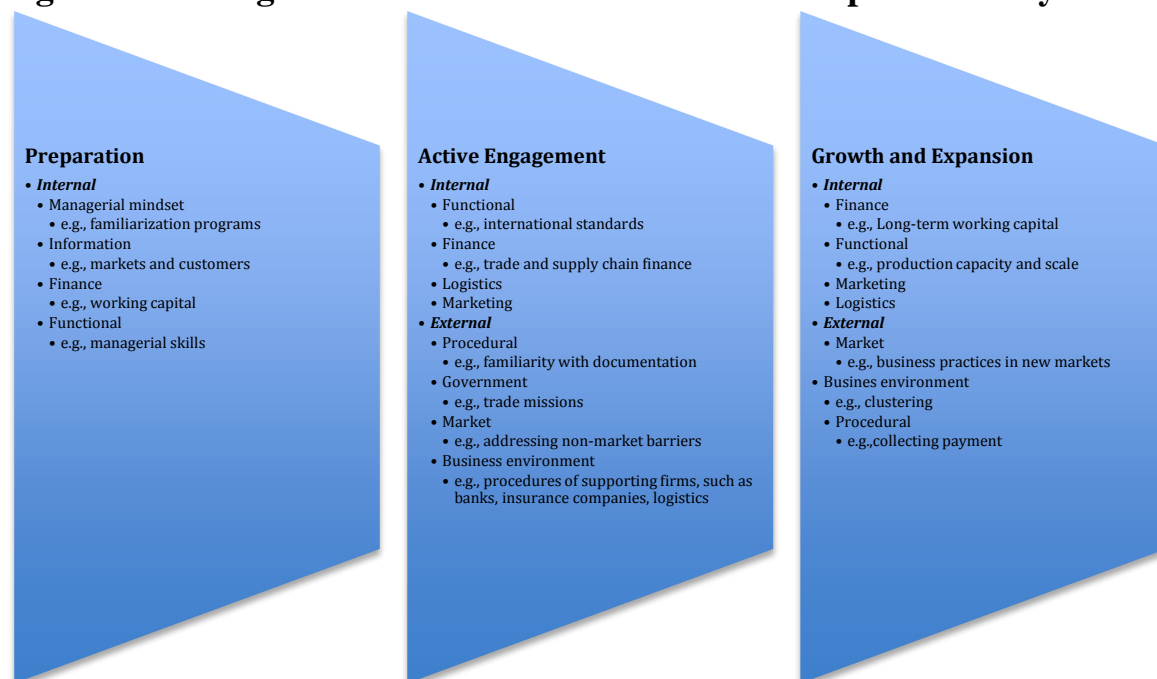 Preparation
• Internal
• Managerial mindset
• e.g., familiarization programs
• Information
• e.g., markets and customers
• Finance
• e.g., working capital
• Functional
• e.g., managerial skills
Active Engagement
• Internal
• Functional
• e.g., international standards
• Finance
• e.g., trade and supply chain finance
• Logistics
• Marketing
• External
• Procedural
• e.g., familiarity with documentation
• Government
• e.g., trade missions
• Market
• e.g., addressing non-market barriers
• Business environment
• e.g., procedures of supporting firms, such as
banks, insurance companies, logistics
Growth and Expansion
• Internal
• Finance
• e.g., Long-term working capital
• Functional
• e.g., production capacity and scale
• Marketing
• Logistics
• External
• Market
• e.g., business practices in new markets
• Busines environment
• e.g., clustering
• Procedural
• e.g.,collecting payment